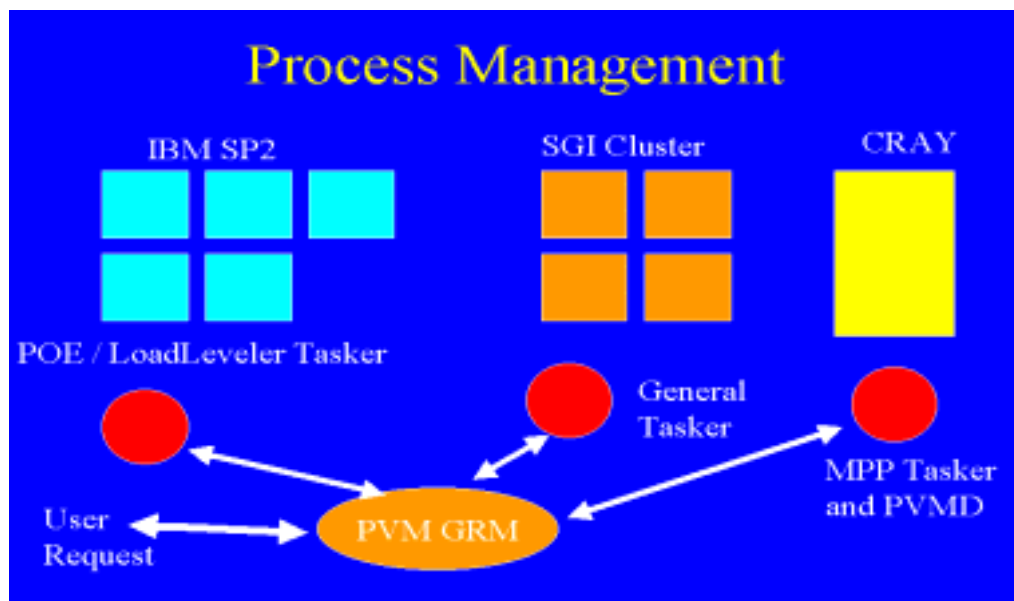 Process Management
IBM SP2
SGI Cluster
CRAY
POE / LoadLeveler Tasker
General
Tasker
MPP Tasker
and PVMD
User
Request
PVM GRM